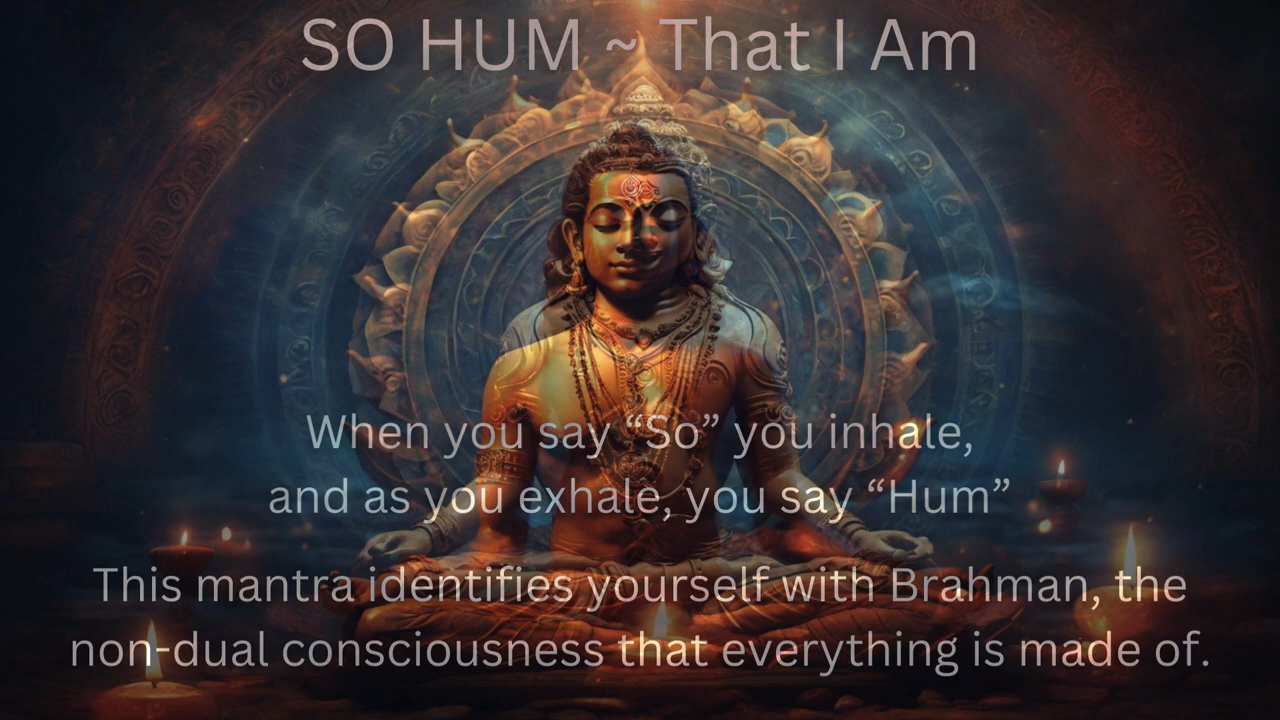 SO HUM ~ That I Am
When you say “So” you inhale,
and as you exhale, you say “Hum”
This mantra identifies yourself with Brahman, the
non-dual consciousness that everything is made of.